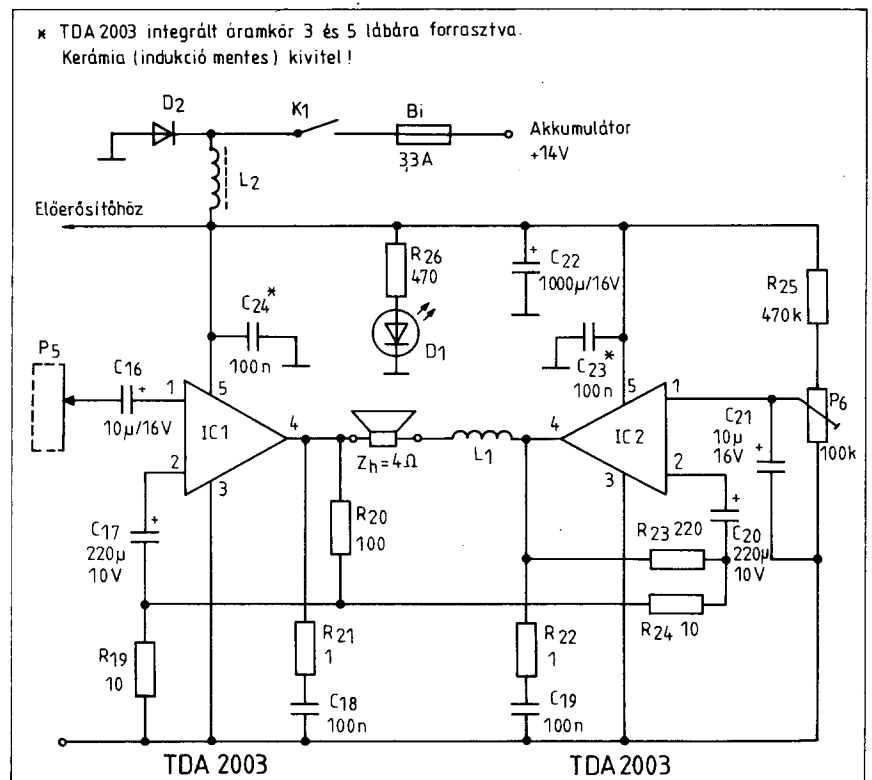 * TDA 2003 integrált áramkör 3 és 5 lábára forrasztva.
Kerámia (indukció mentes) kivitel!
D2
K1
Bi
3,3A
Akkumulátor
+14V
L2
Előerősítőhöz
R26
470
C22
1000µ/16V
R25
470k
C24*
100n
D1
C23*
100n
P5
C16
10µ/16V
1
5
IC1
4
2
3
Zh=4Ω
L1
4
5
IC2
1
2
3
C21
10µ
16V
P6
100k
C17
220µ
10V
R20
100
R23 220
C20
220µ
10V
R24 10
R19
10
R21
1
R22
1
C18
100n
C19
100n
TDA 2003
TDA 2003